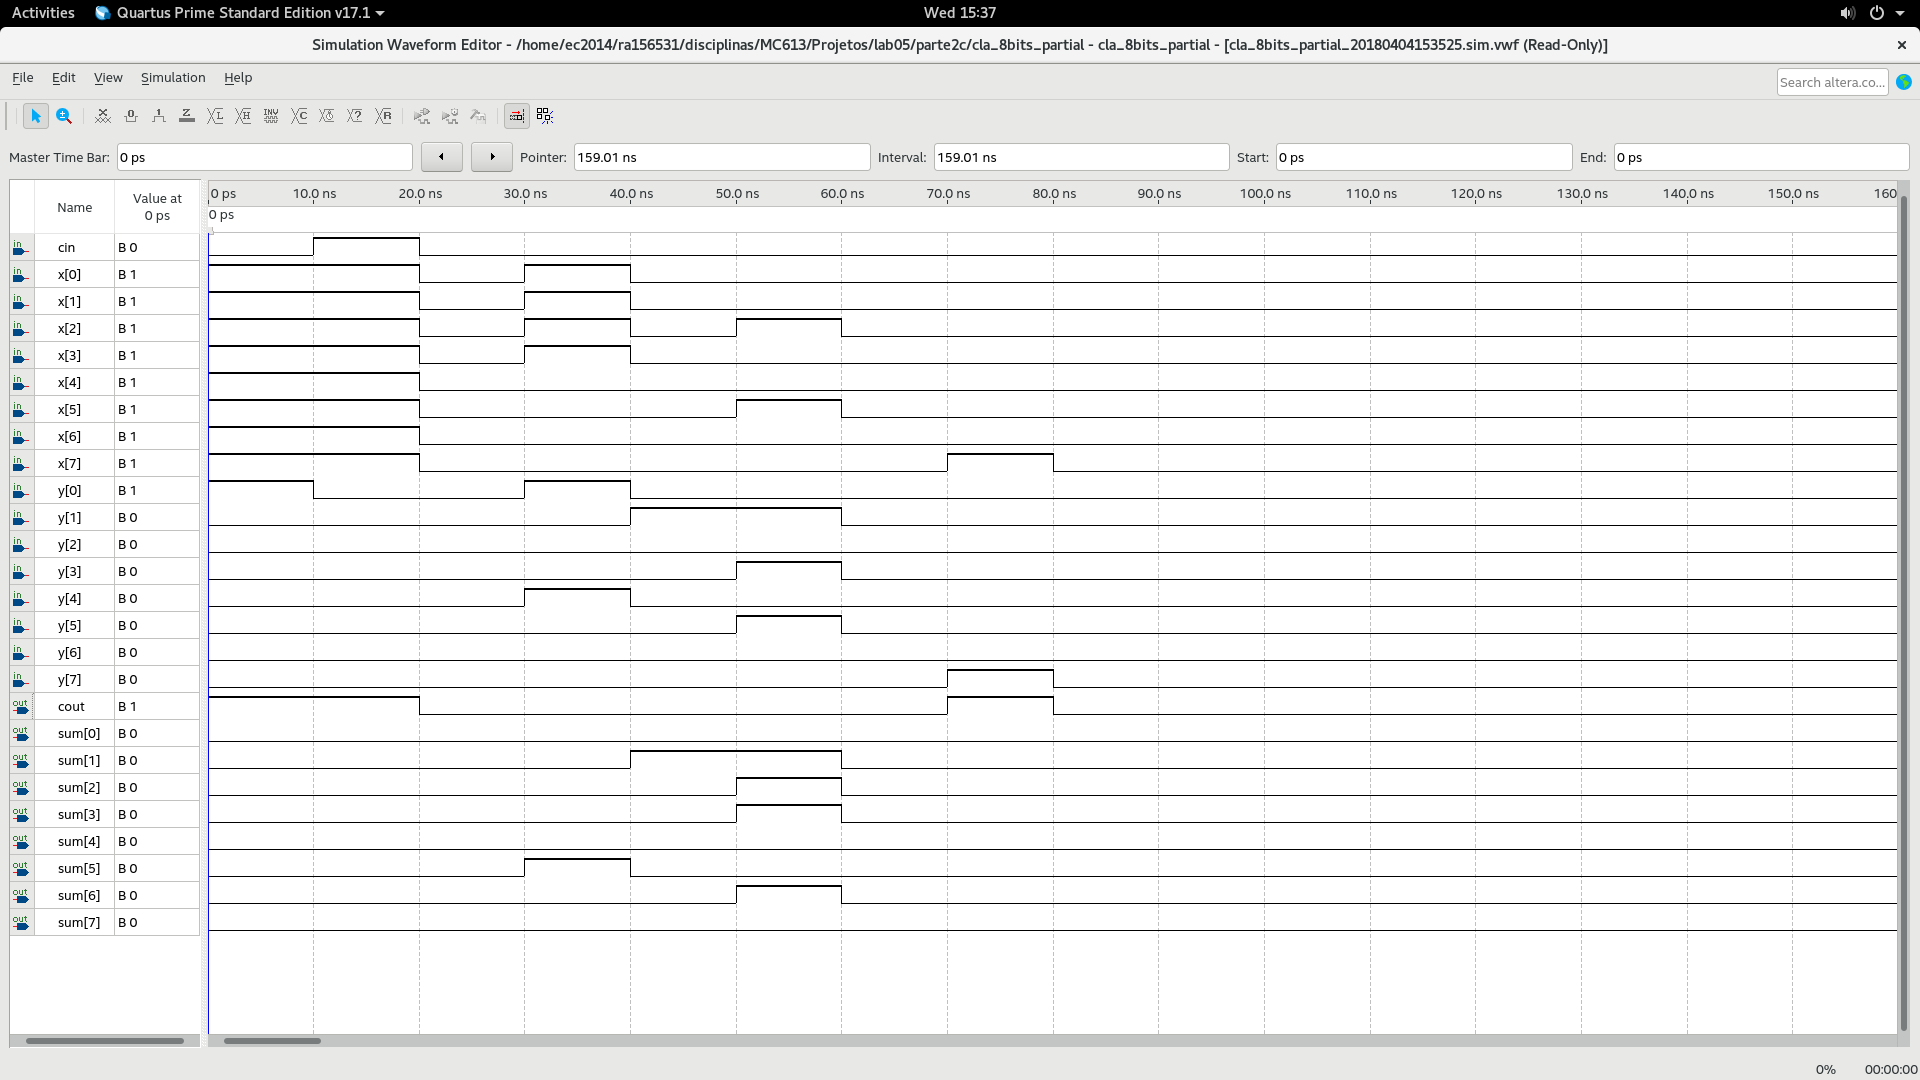 Activities Quartus Prime Standard Edition v17.1 Wed 15:37
Simulation Waveform Editor - /home/ec2014/ra156531/disciplinas/MC613/Projetos/lab05/parte2c/cla_8bits_partial - cla_8bits_partial - [cla_8bits_partial_20180404153525.sim.vwf (Read-Only)]
File Edit View Simulation Help
Search altera.co...
Master Time Bar: 0 ps Pointer: 159.01 ns Interval: 159.01 ns Start: 0 ps End: 0 ps
Name Value at 0 ps
0 ps 10.0 ns 20.0 ns 30.0 ns 40.0 ns 50.0 ns 60.0 ns 70.0 ns 80.0 ns 90.0 ns 100.0 ns 110.0 ns 120.0 ns 130.0 ns 140.0 ns 150.0 ns 160
0 ps
in cin B 0
in x[0] B 1
in x[1] B 1
in x[2] B 1
in x[3] B 1
in x[4] B 1
in x[5] B 1
in x[6] B 1
in x[7] B 1
in y[0] B 1
in y[1] B 0
in y[2] B 0
in y[3] B 0
in y[4] B 0
in y[5] B 0
in y[6] B 0
in y[7] B 0
out cout B 1
out sum[0] B 0
out sum[1] B 0
out sum[2] B 0
out sum[3] B 0
out sum[4] B 0
out sum[5] B 0
out sum[6] B 0
out sum[7] B 0
0% 00:00:00